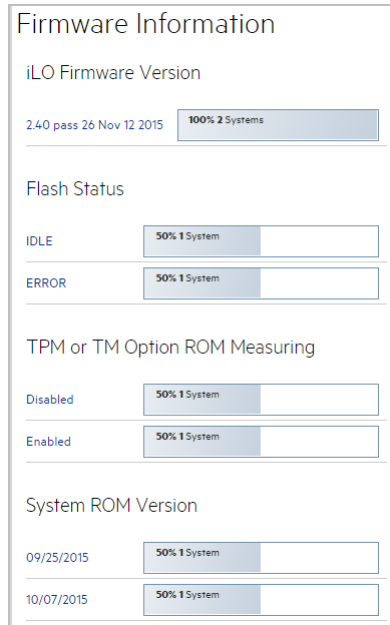 Firmware Information
iLO Firmware Version
2.40 pass 26 Nov 12 2015 100% 2 Systems
Flash Status
IDLE 50% 1 System
ERROR 50% 1 System
TPM or TM Option ROM Measuring
Disabled 50% 1 System
Enabled 50% 1 System
System ROM Version
09/25/2015 50% 1 System
10/07/2015 50% 1 System